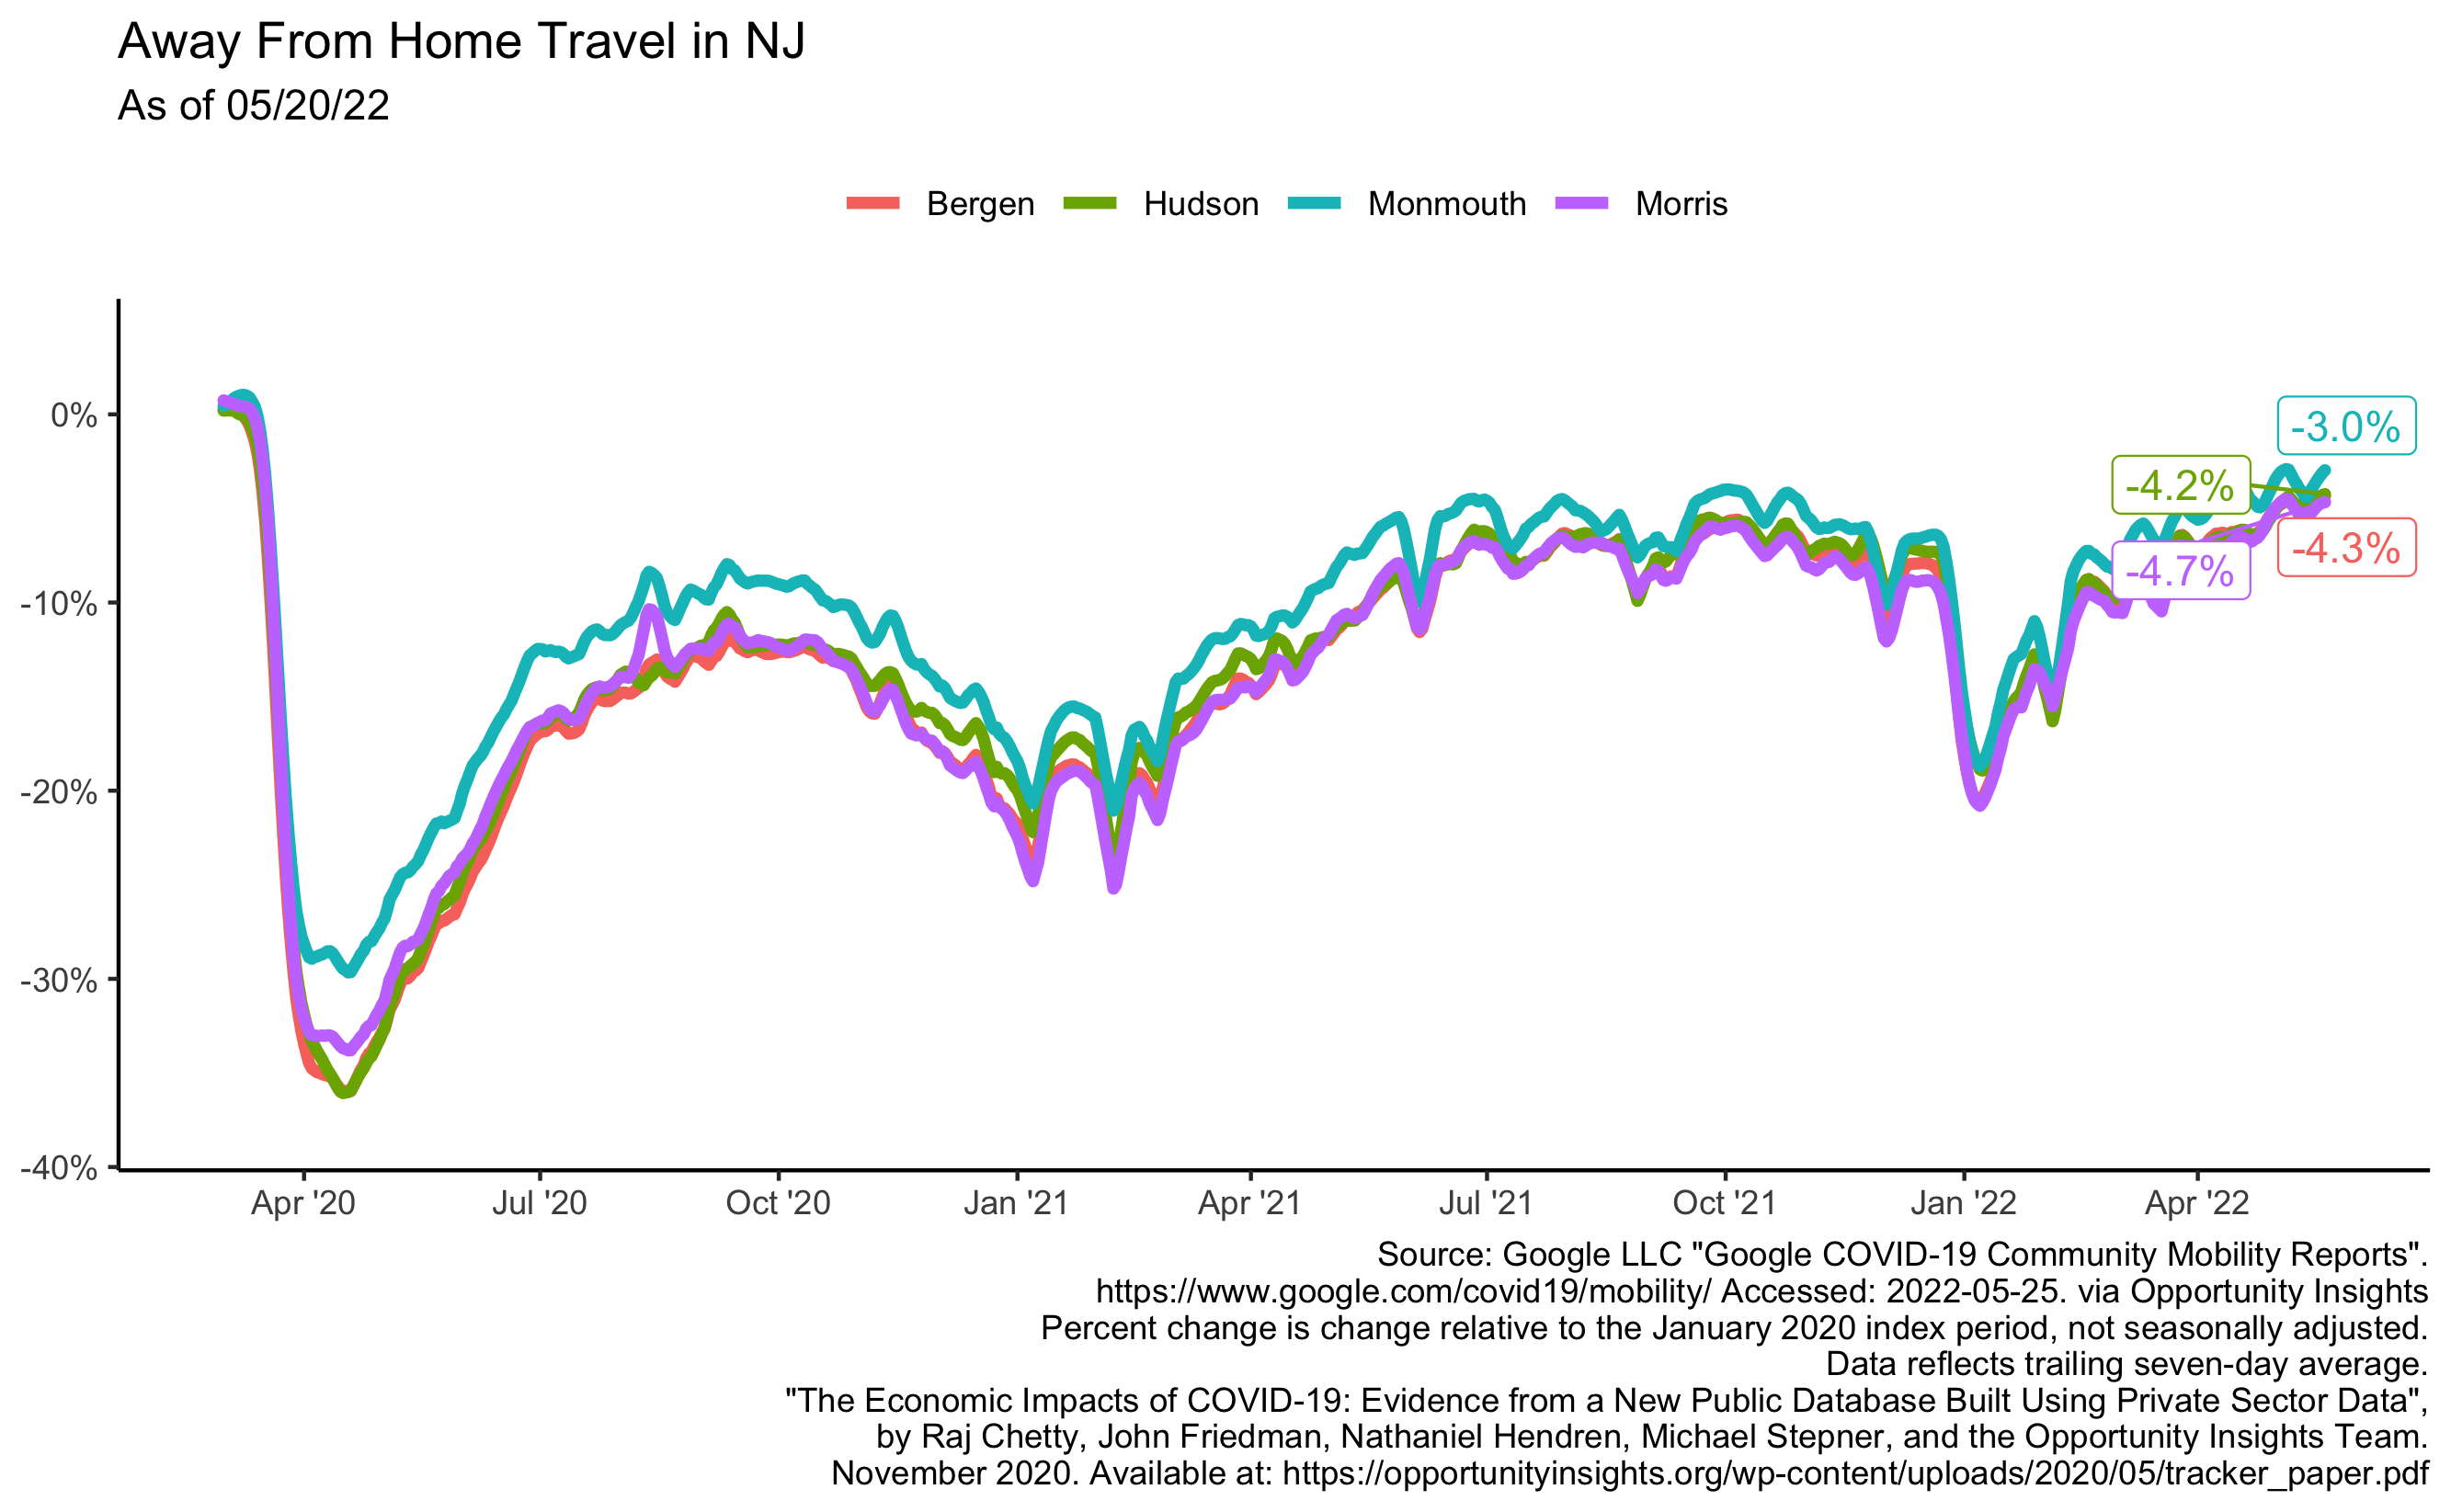 Away From Home Travel in NJ
As of 05/20/22
Bergen Hudson Monmouth Morris
0%
-10%
-20%
-30%
-40%
-3.0%
-4.2%
-4.3%
-4.7%
Apr '20 Jul '20 Oct '20 Jan '21 Apr '21 Jul '21 Oct '21 Jan '22 Apr '22
Source: Google LLC "Google COVID-19 Community Mobility Reports".
https://www.google.com/covid19/mobility/ Accessed: 2022-05-25. via Opportunity Insights
Percent change is change relative to the January 2020 index period, not seasonally adjusted.
Data reflects trailing seven-day average.
"The Economic Impacts of COVID-19: Evidence from a New Public Database Built Using Private Sector Data",
by Raj Chetty, John Friedman, Nathaniel Hendren, Michael Stepner, and the Opportunity Insights Team.
November 2020. Available at: https://opportunityinsights.org/wp-content/uploads/2020/05/tracker_paper.pdf